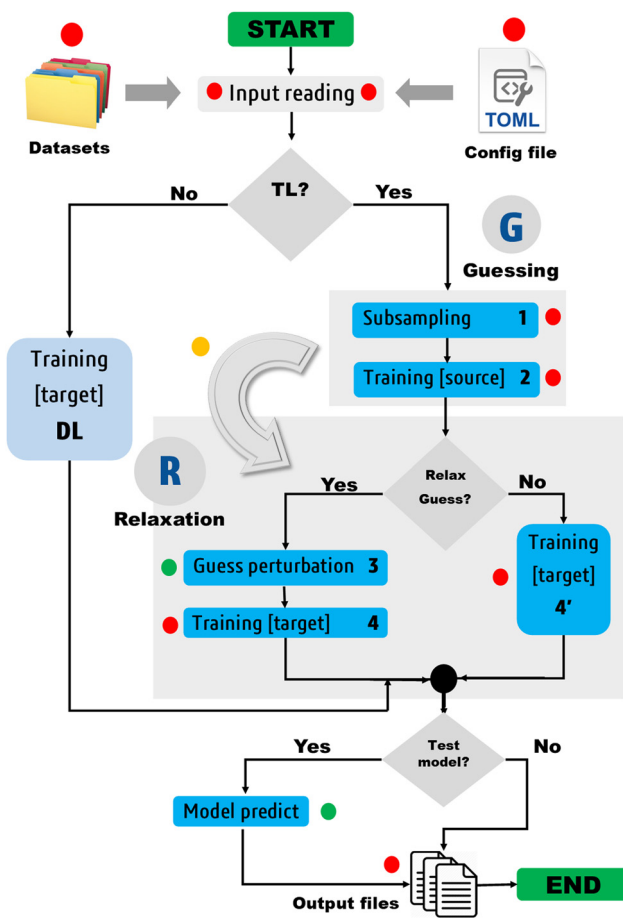 START
Input reading
Datasets
TOML
Config file
TL?
No
Yes
G
Guessing
Subsampling 1
Training [source] 2
Training
[target]
DL
R
Relaxation
Relax
Guess?
Yes
No
Guess perturbation 3
Training [target] 4
Training
[target]
4’
Test
model?
Yes
No
Model predict
Output files
END